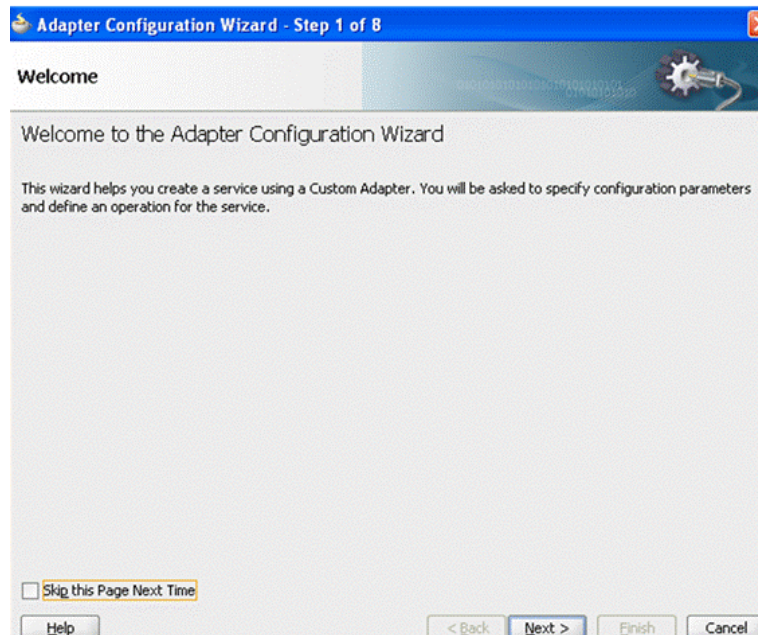 Adapter Configuration Wizard - Step 1 of 8
Welcome
Welcome to the Adapter Configuration Wizard
This wizard helps you create a service using a Custom Adapter. You will be asked to specify configuration parameters
and define an operation for the service.
Skip this Page Next Time
Help
< Back
Next >
Finish
Cancel